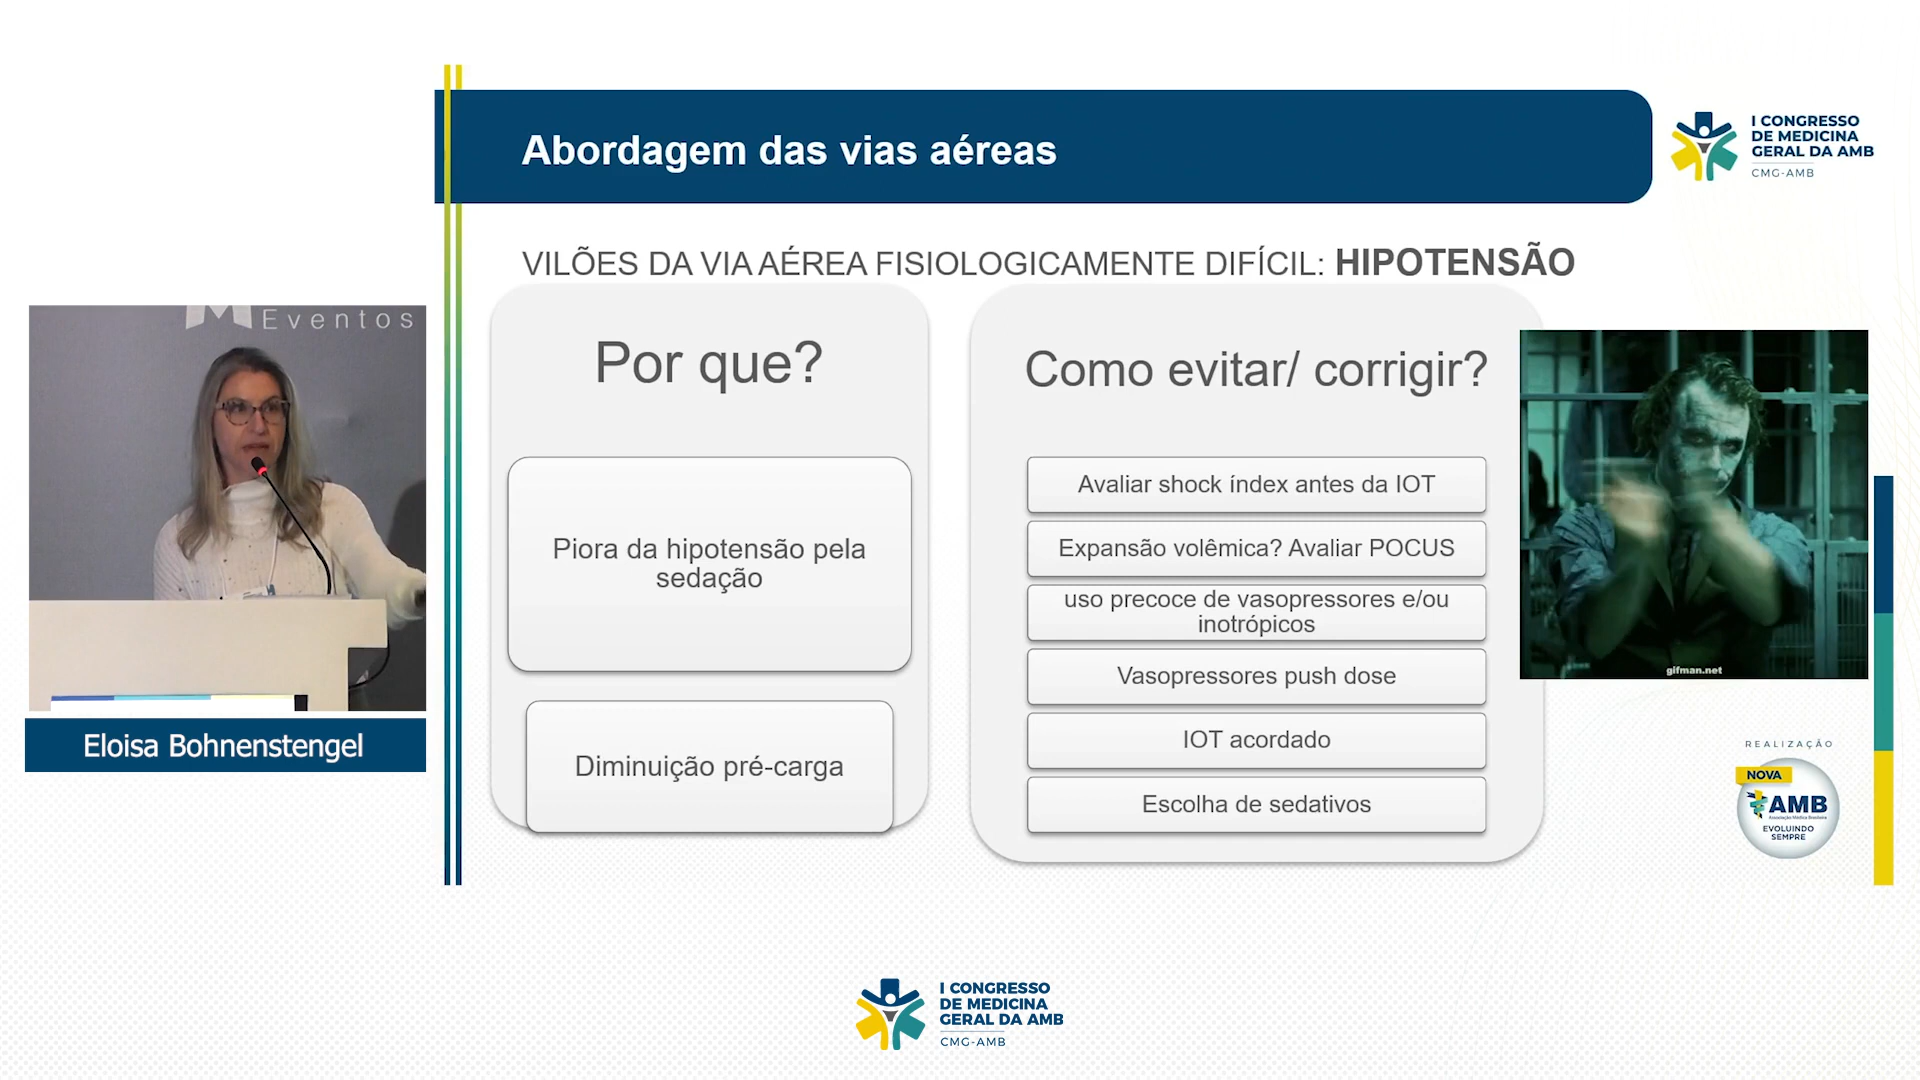 Abordagem das vias aéreas
I CONGRESSO
DE MEDICINA
GERAL DA AMB
CMG-AMB
VILÕES DA VIA AÉREA FISIOLOGICAMENTE DIFÍCIL: HIPOTENSÃO
Eventos
Eloisa Bohnenstengel
Por que?
Piora da hipotensão pela
sedação
Diminuição pré-carga
Como evitar/ corrigir?
Avaliar shock índex antes da IOT
Expansão volêmica? Avaliar POCUS
uso precoce de vasopressores e/ou
inotrópicos
Vasopressores push dose
IOT acordado
Escolha de sedativos
gifman.net
REALIZAÇÃO
NOVA
AMB
Associação Médica Brasileira
EVOLUINDO
SEMPRE
I CONGRESSO
DE MEDICINA
GERAL DA AMB
CMG-AMB